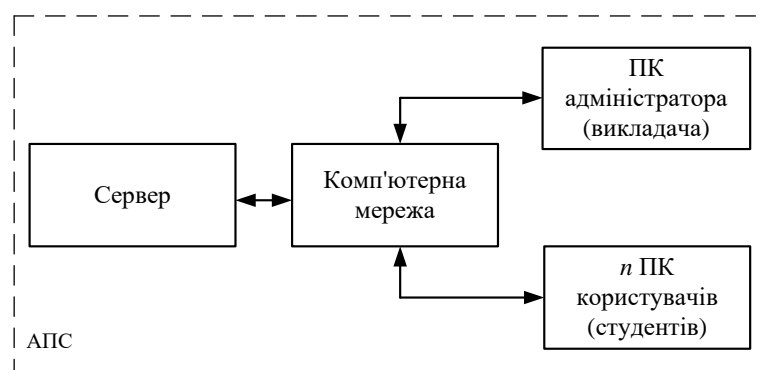 ПК
адміністратора
(викладача)
Сервер
Комп'ютерна
мережа
n ПК
користувачів
(студентів)
АПС